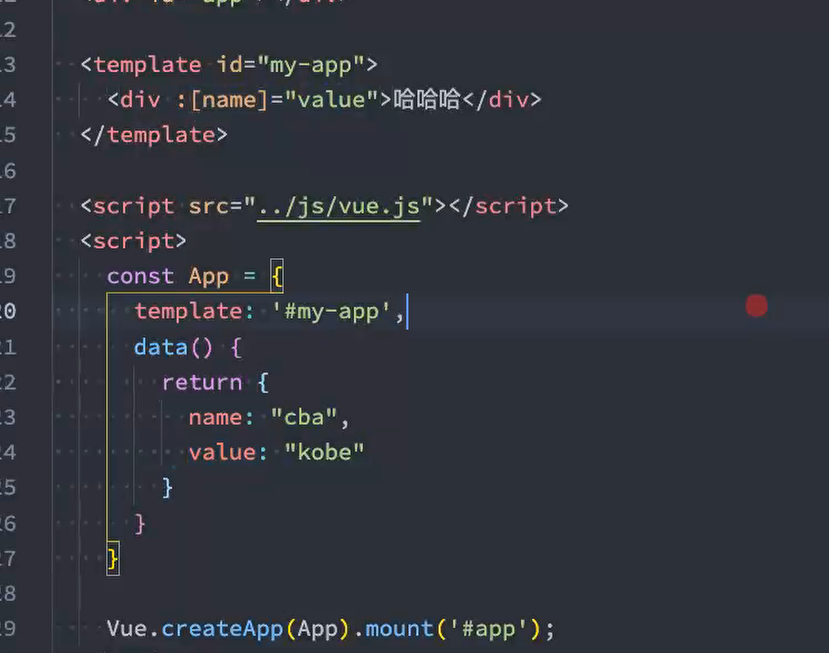 12
13 <template id="my-app">
14 <div :[name]="value">哈哈哈</div>
15 </template>
16
17 <script src="../js/vue.js"></script>
18 <script>
19 const App = {
20 template: '#my-app',
21 data() {
22 return {
23 name: "cba",
24 value: "kobe"
25 }
26 }
27 }
28
29 Vue.createApp(App).mount('#app');